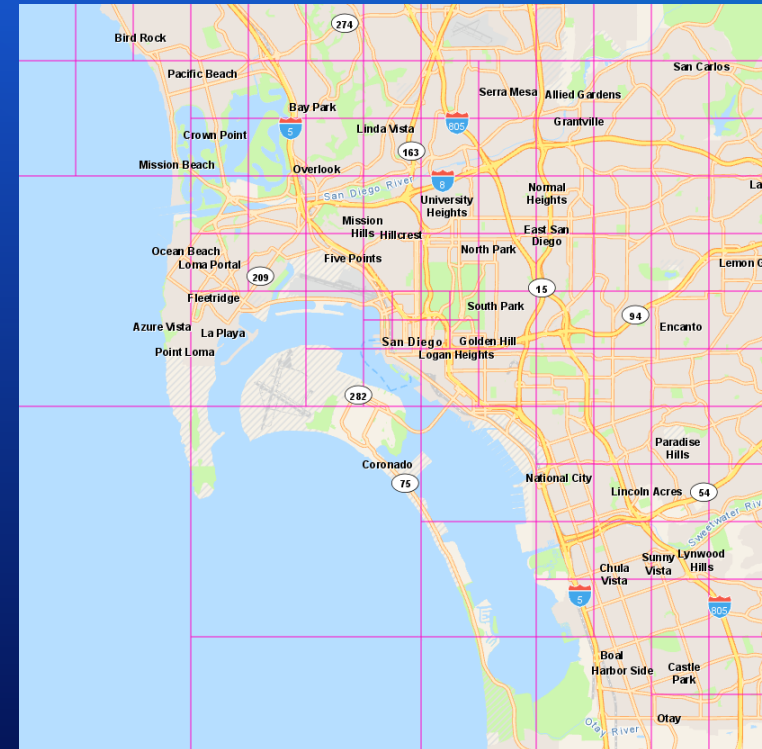 274
Bird Rock
San Carlos
Pacific Beach
Serra Mesa
Allied Gardens
Bay Park
Grantville
805
Linda Vista
5
Crown Point
163
Mission Beach
Overlook
8
San Diego River
University
Heights
Normal
Heights
La
Mission
Hills
Hillcrest
East San
Diego
North Park
Ocean Beach
Loma Portal
Five Points
Lemon G
209
15
Fleetridge
South Park
94
Azure Vista
La Playa
Encanto
San Diego
Golden Hill
Point Loma
Logan Heights
282
Paradise
Hills
Coronado
75
National City
Lincoln Acres
54
Sweetwater Riv
Sunny
Vista
Lynwood
Hills
Chula
Vista
5
805
Boal
Harbor Side
Castle
Park
Otay
Otay River